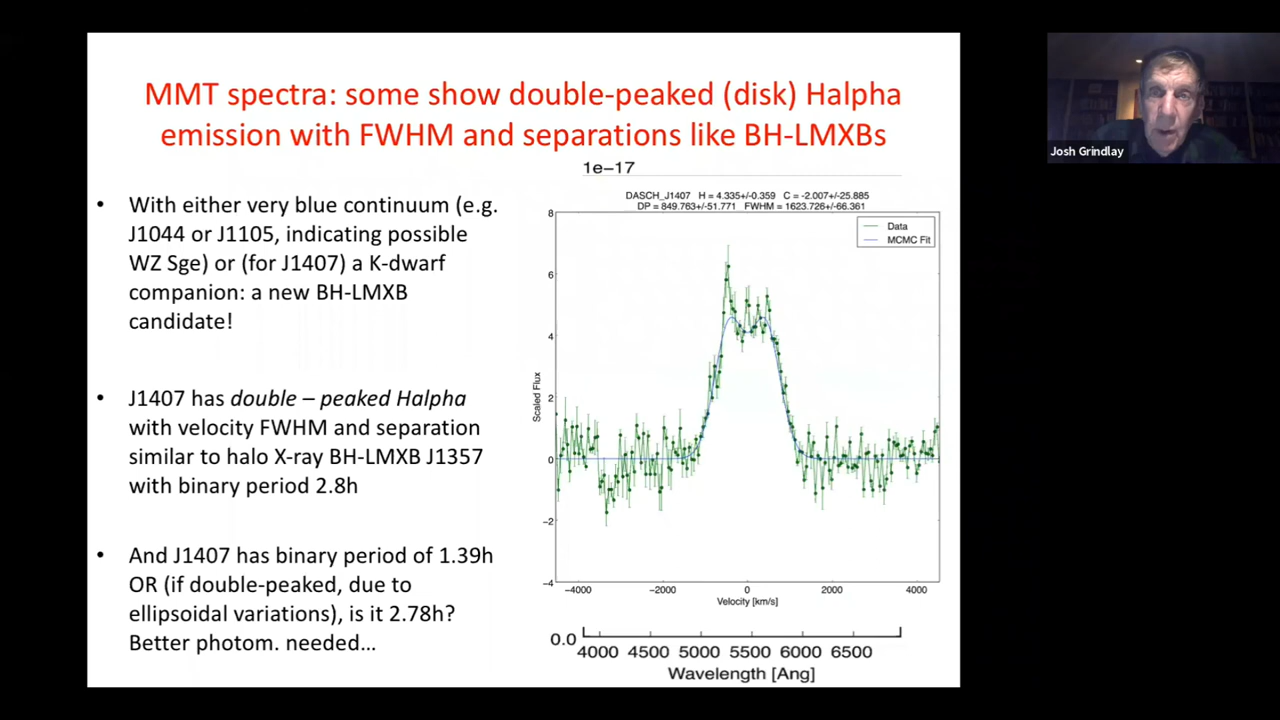 MMT spectra: some show double-peaked (disk) Halpha
emission with FWHM and separations like BH-LMXBs
• With either very blue continuum (e.g.
J1044 or J1105, indicating possible
WZ Sge) or (for J1407) a K-dwarf
companion: a new BH-LMXB
candidate!
• J1407 has double – peaked Halpha
with velocity FWHM and separation
similar to halo X-ray BH-LMXB J1357
with binary period 2.8h
• And J1407 has binary period of 1.39h
OR (if double-peaked, due to
ellipsoidal variations), is it 2.78h?
Better photom. needed…
1e−17
DASCH_J1407 H = 4.335+/-0.359 C = -2.007+/-25.885
DP = 849.763+/-51.771 FWHM = 1623.726+/-66.361
Data
MCMC Fit
8
6
4
2
0
−2
−4
Scaled Flux
−4000 −2000 0 2000 4000
Velocity [km/s]
0.0
4000 4500 5000 5500 6000 6500
Wavelength [Ang]
Josh Grindlay